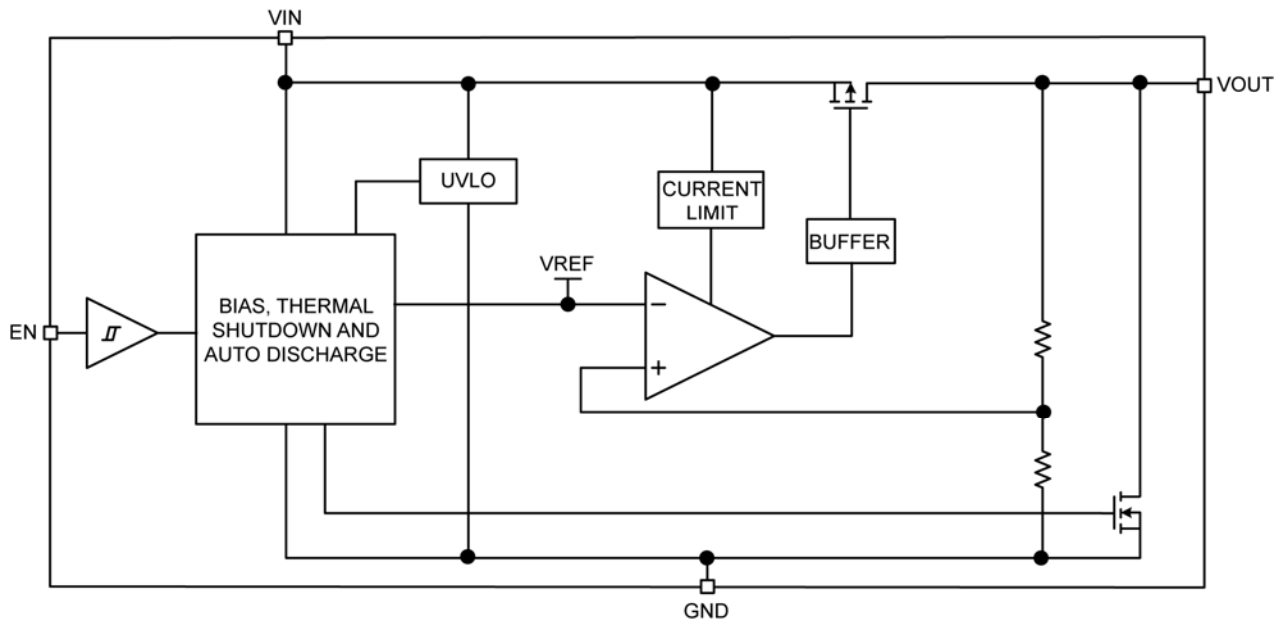 VIN
VOUT
UVLO
CURRENT
LIMIT
BUFFER
VREF
EN
BIAS, THERMAL
SHUTDOWN AND
AUTO DISCHARGE
−
+
GND